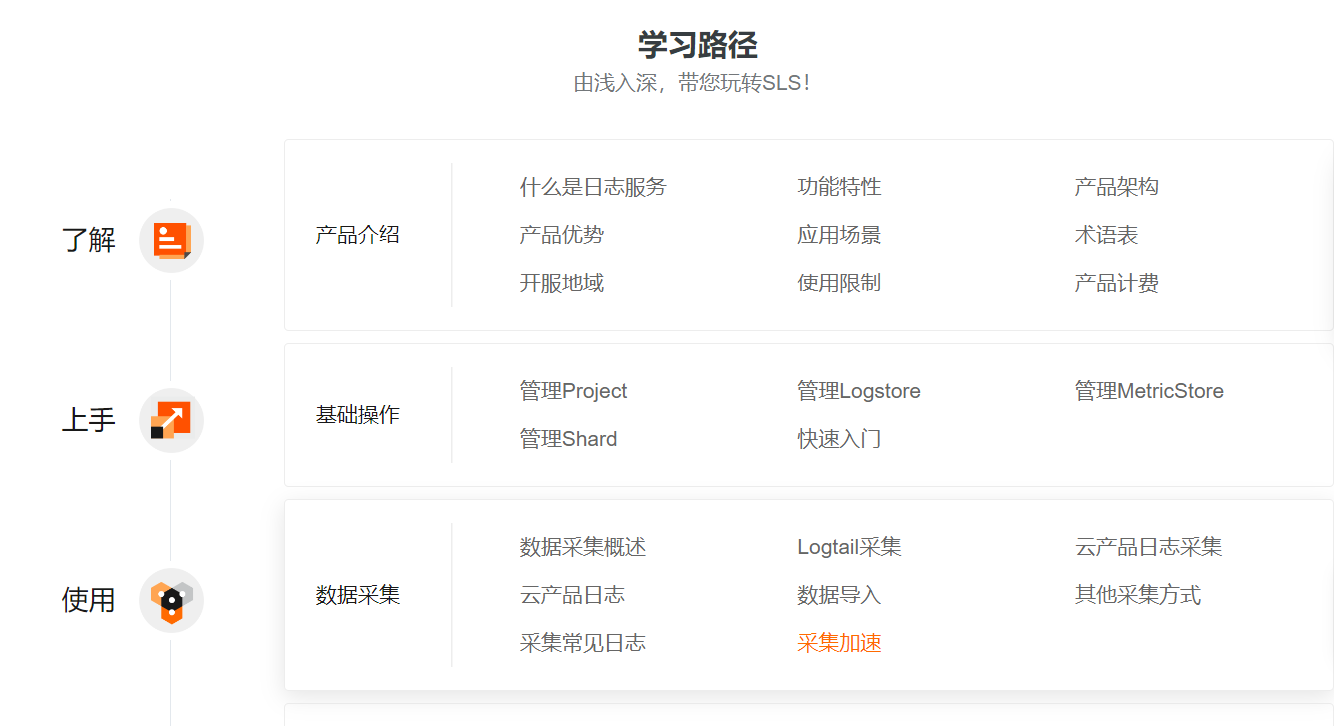 学习路径
由浅入深，带您玩转SLS！
了解
产品介绍
什么是日志服务 功能特性 产品架构
产品优势 应用场景 术语表
开服地域 使用限制 产品计费
上手
基础操作
管理Project 管理Logstore 管理MetricStore
管理Shard 快速入门
使用
数据采集
数据采集概述 Logtail采集 云产品日志采集
云产品日志 数据导入 其他采集方式
采集常见日志 采集加速